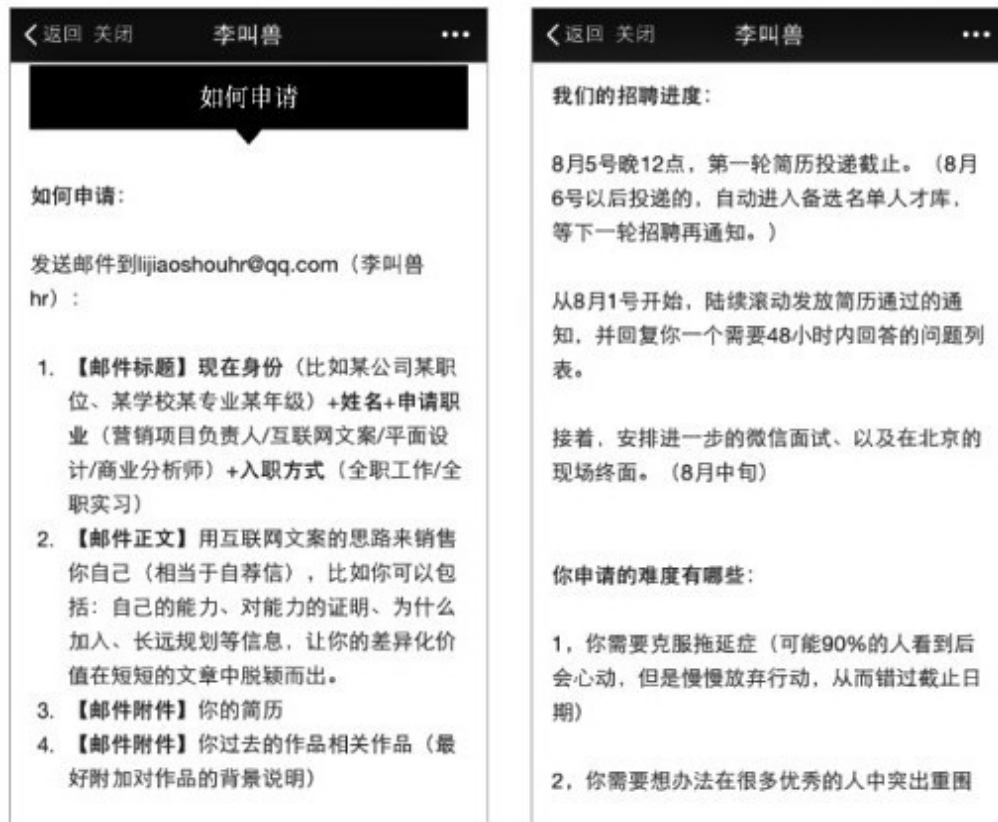 返回 关闭 李叫兽
如何申请
如何申请：
发送邮件到lijiaoshouhr@qq.com（李叫兽
hr）：
1. 【邮件标题】现在身份（比如某公司某职
位、某学校某专业某年级）+姓名+申请职
业（营销项目负责人/互联网文案/平面设
计/商业分析师）+入职方式（全职工作/全
职实习）
2. 【邮件正文】用互联网文案的思路来销售
你自己（相当于自荐信），比如你可以包
括：自己的能力、对能力的证明、为什么
加入、长远规划等信息，让你的差异化价
值在短短的文章中脱颖而出。
3. 【邮件附件】你的简历
4. 【邮件附件】你过去的作品相关作品（最
好附加对作品的背景说明）
返回 关闭 李叫兽
我们的招聘进度：
8月5号晚12点，第一轮简历投递截止。（8月
6号以后投递的，自动进入备选名单人才库，
等下一轮招聘再通知。）
从8月1号开始，陆续滚动发放简历通过的通
知，并回复你一个需要48小时内回答的问题列
表。
接着，安排进一步的微信面试、以及在北京的
现场终面。（8月中旬）
你申请的难度有哪些：
1，你需要克服拖延症（可能90%的人看到后
会心动，但是慢慢放弃行动，从而错过截止日
期）
2，你需要想办法在很多优秀的人中突出重围